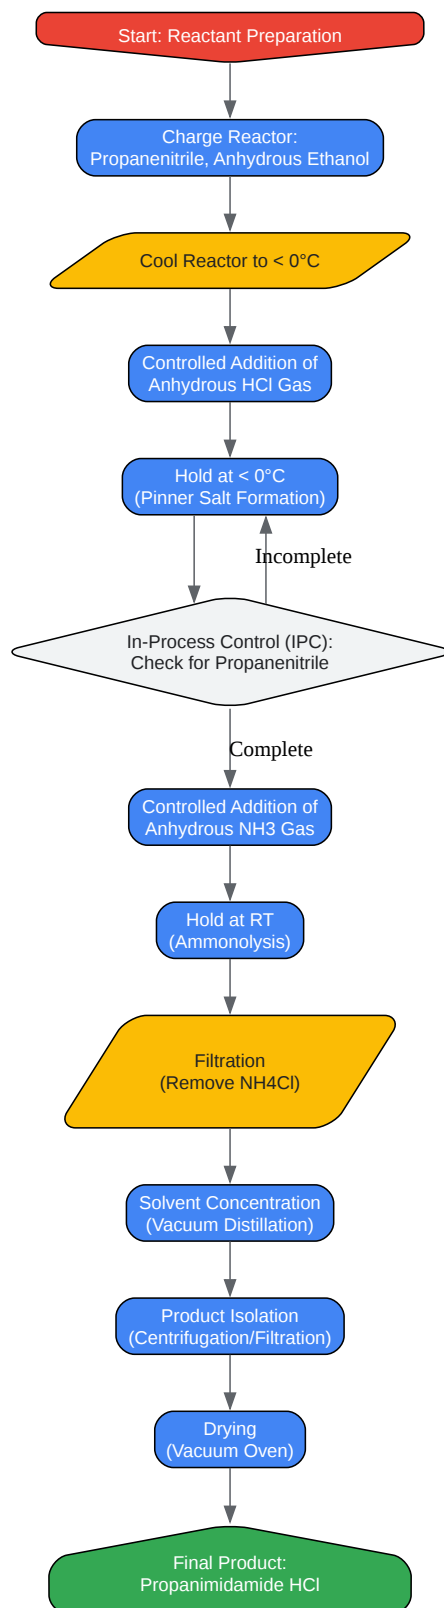 Start: Reactant Preparation
Charge Reactor:
Propanenitrile, Anhydrous Ethanol
Cool Reactor to < 0°C
Controlled Addition of
Anhydrous HCl Gas
Hold at < 0°C
(Pinner Salt Formation)
Incomplete
In-Process Control (IPC):
Check for Propanenitrile
Complete
Controlled Addition of
Anhydrous NH3 Gas
Hold at RT
(Ammonolysis)
Filtration
(Remove NH4Cl)
Solvent Concentration
(Vacuum Distillation)
Product Isolation
(Centrifugation/Filtration)
Drying
(Vacuum Oven)
Final Product:
Propanimidamide HCl